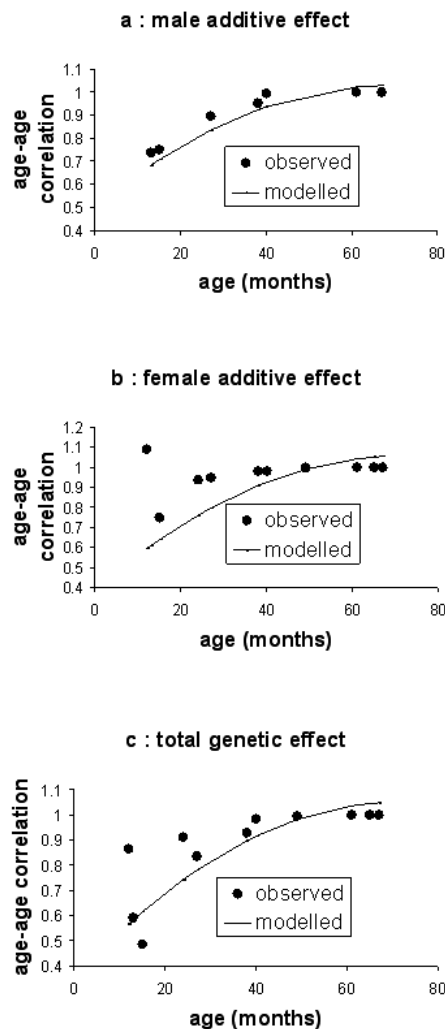 a : male additive effect
age-age
correlation
1.1
1
0.9
0.8
0.7
0.6
0.5
0.4
observed
modelled
0
20
40
60
80
age (months)
b : female additive effect
age-age
correlation
1.2
1.1
1
0.9
0.8
0.7
0.6
0.5
0.4
observed
modelled
0
20
40
60
80
age (months)
c : total genetic effect
age-age correlation
1.1
1
0.9
0.8
0.7
0.6
0.5
0.4
observed
modelled
0
20
40
60
80
age (months)